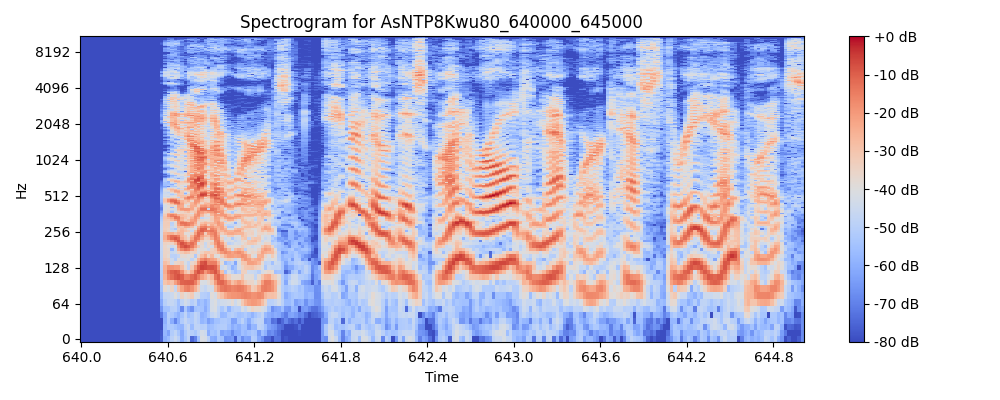 Spectrogram for AsNTP8Kwu80_640000_645000
8192
4096
2048
1024
512
256
128
64
0
Hz
640.0 640.6 641.2 641.8 642.4 643.0 643.6 644.2 644.8
Time
+0 dB
-10 dB
-20 dB
-30 dB
-40 dB
-50 dB
-60 dB
-70 dB
-80 dB